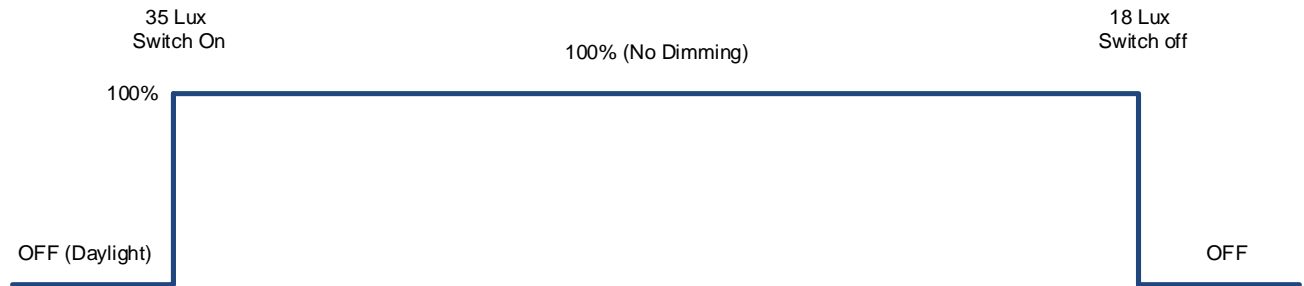 35 Lux
Switch On
18 Lux
Switch off
100% (No Dimming)
100%
OFF (Daylight)
OFF